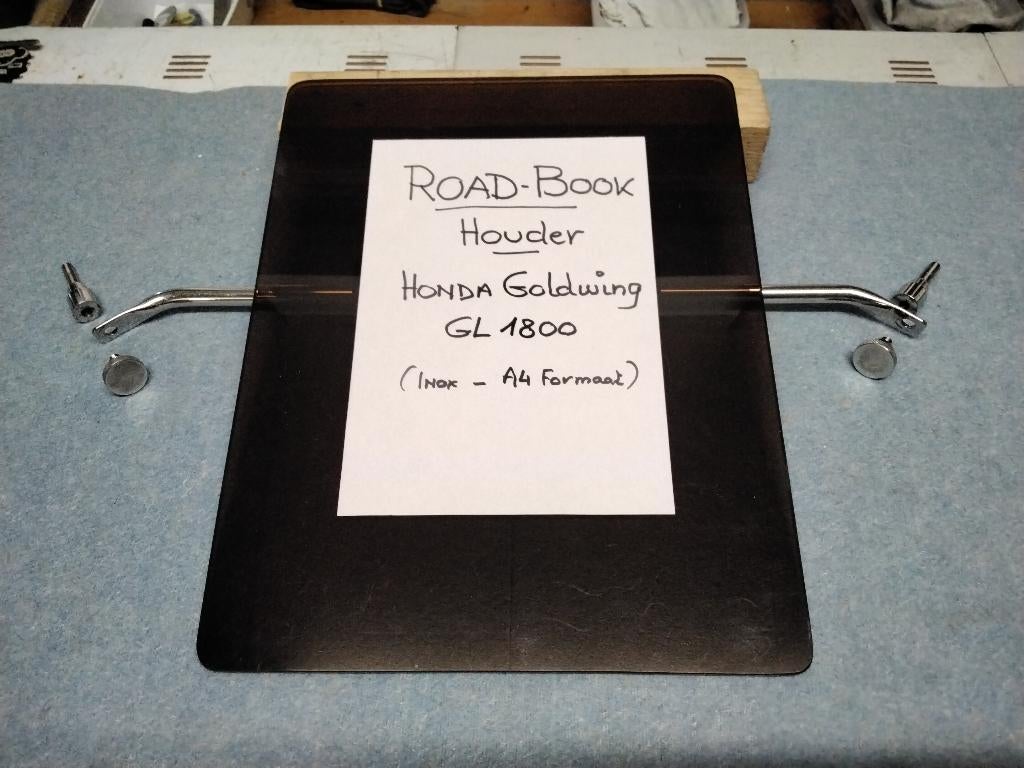 ROAD-BOOK
Houder
HONDA Goldwing
GL 1800
(Inox - A4 Formaat)